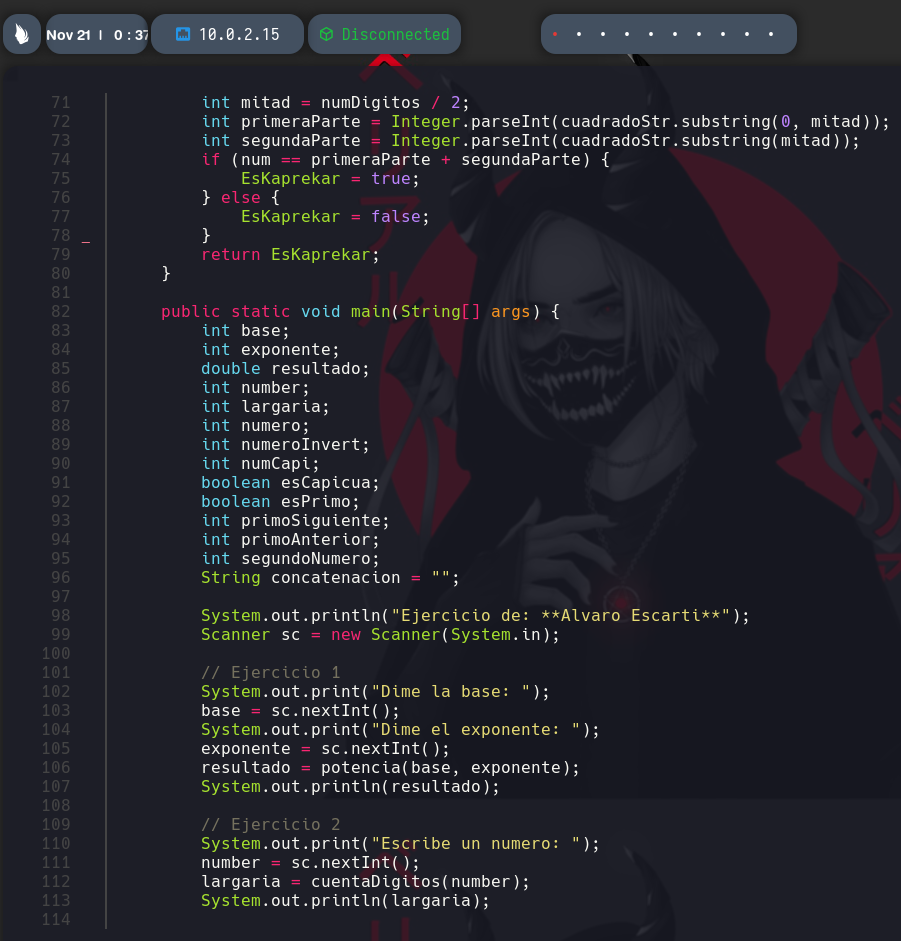 Nov 21 | 0:37
10.0.2.15
Disconnected
71 int mitad = numDigitos / 2;
72 int primeraParte = Integer.parseInt(cuadradoStr.substring(0, mitad));
73 int segundaParte = Integer.parseInt(cuadradoStr.substring(mitad));
74 if (num == primeraParte + segundaParte) {
75 EsKaprekar = true;
76 } else {
77 EsKaprekar = false;
78 _ }
79 return EsKaprekar;
80 }
81
82 public static void main(String[] args) {
83 int base;
84 int exponente;
85 double resultado;
86 int number;
87 int largaria;
88 int numero;
89 int numeroInvert;
90 int numCapi;
91 boolean esCapicua;
92 boolean esPrimo;
93 int primoSiguiente;
94 int primoAnterior;
95 int segundoNumero;
96 String concatenacion = "";
97
98 System.out.println("Ejercicio de: **Alvaro Escarti**");
99 Scanner sc = new Scanner(System.in);
100
101 // Ejercicio 1
102 System.out.print("Dime la base: ");
103 base = sc.nextInt();
104 System.out.print("Dime el exponente: ");
105 exponente = sc.nextInt();
106 resultado = potencia(base, exponente);
107 System.out.println(resultado);
108
109 // Ejercicio 2
110 System.out.print("Escribe un numero: ");
111 number = sc.nextInt();
112 largaria = cuentaDigitos(number);
113 System.out.println(largaria);
114